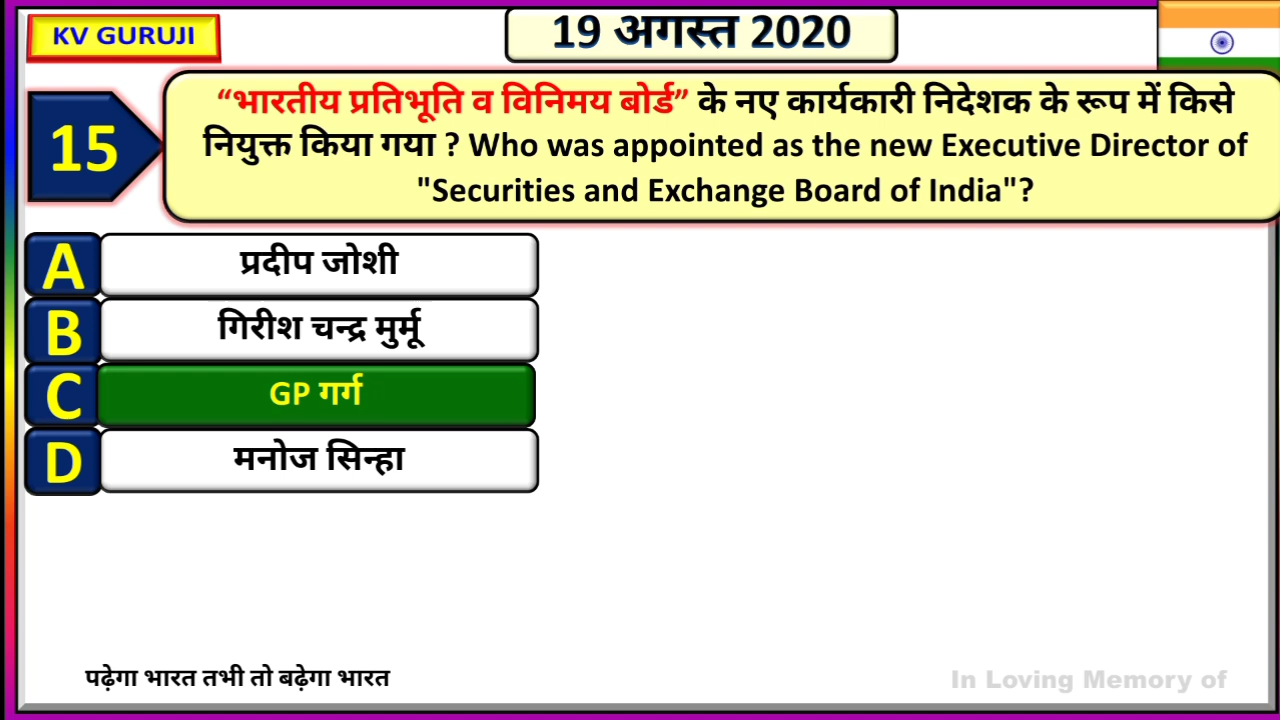 KV GURUJI
19 अगस्त 2020
15
“भारतीय प्रतिभूति व विनिमय बोर्ड” के नए कार्यकारी निदेशक के रूप में किसे
नियुक्त किया गया ? Who was appointed as the new Executive Director of
"Securities and Exchange Board of India"?
A प्रदीप जोशी
B गिरीश चन्द्र मुर्मू
C GP गर्ग
D मनोज सिन्हा
पढ़ेगा भारत तभी तो बढ़ेगा भारत
In Loving Memory of